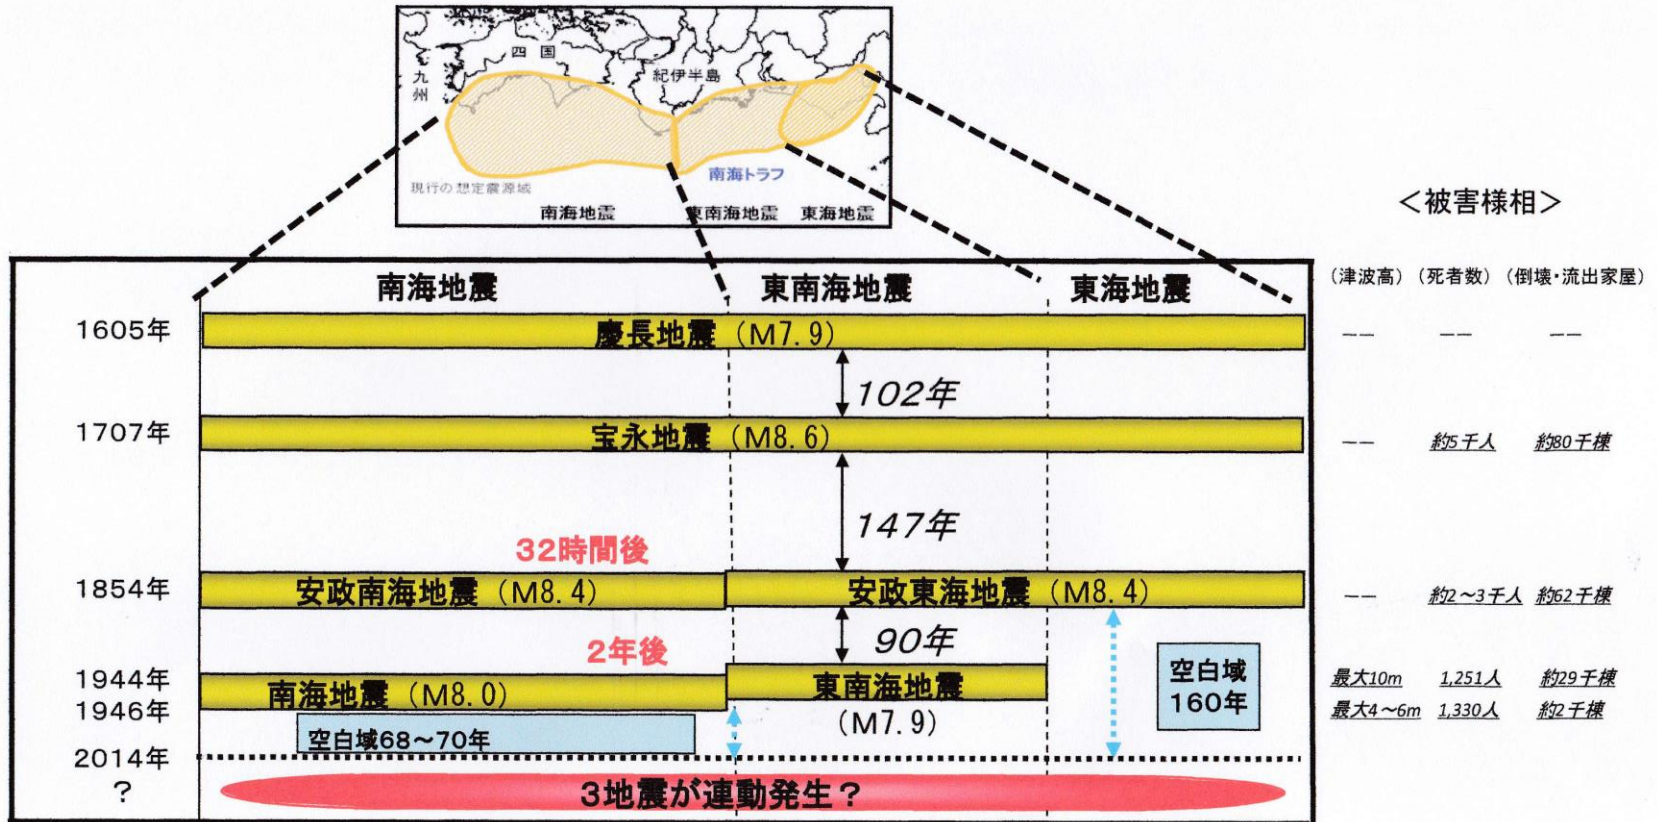 四国
九州
紀伊半島
南海トラフ
現行の想定震源域
南海地震
東南海地震
東海地震
<被害様相>
(津波高) (死者数) (倒壊・流出家屋)
南海地震
東南海地震
東海地震
1605年
慶長地震(M7.9)
―― ―― ――
102年
1707年
宝永地震(M8.6)
―― 約5千人 約80千棟
147年
32時間後
1854年
安政南海地震(M8.4)
安政東海地震(M8.4)
―― 約2~3千人 約62千棟
90年
2年後
1944年
東南海地震
(M7.9)
最大10m 1,251人 約29千棟
南海地震(M8.0)
1946年
最大4~6m 1,330人 約2千棟
空白域
160年
空白域68~70年
2014年
?
3地震が連動発生?